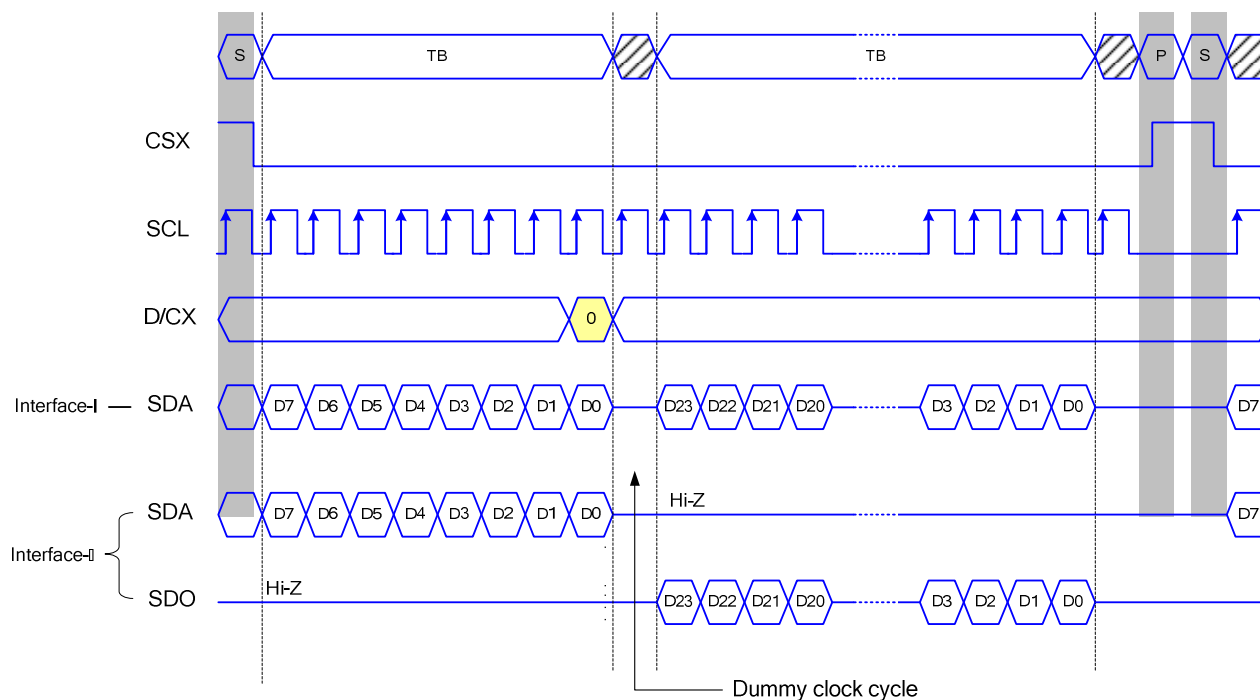 S TB TB P S
CSX
SCL
D/CX 0
Interface-I SDA D7 D6 D5 D4 D3 D2 D1 D0 D23 D22 D21 D20 D3 D2 D1 D0 D7
SDA D7 D6 D5 D4 D3 D2 D1 D0 Hi-Z D7
Interface-
SDO Hi-Z D23 D22 D21 D20 D3 D2 D1 D0
Dummy clock cycle